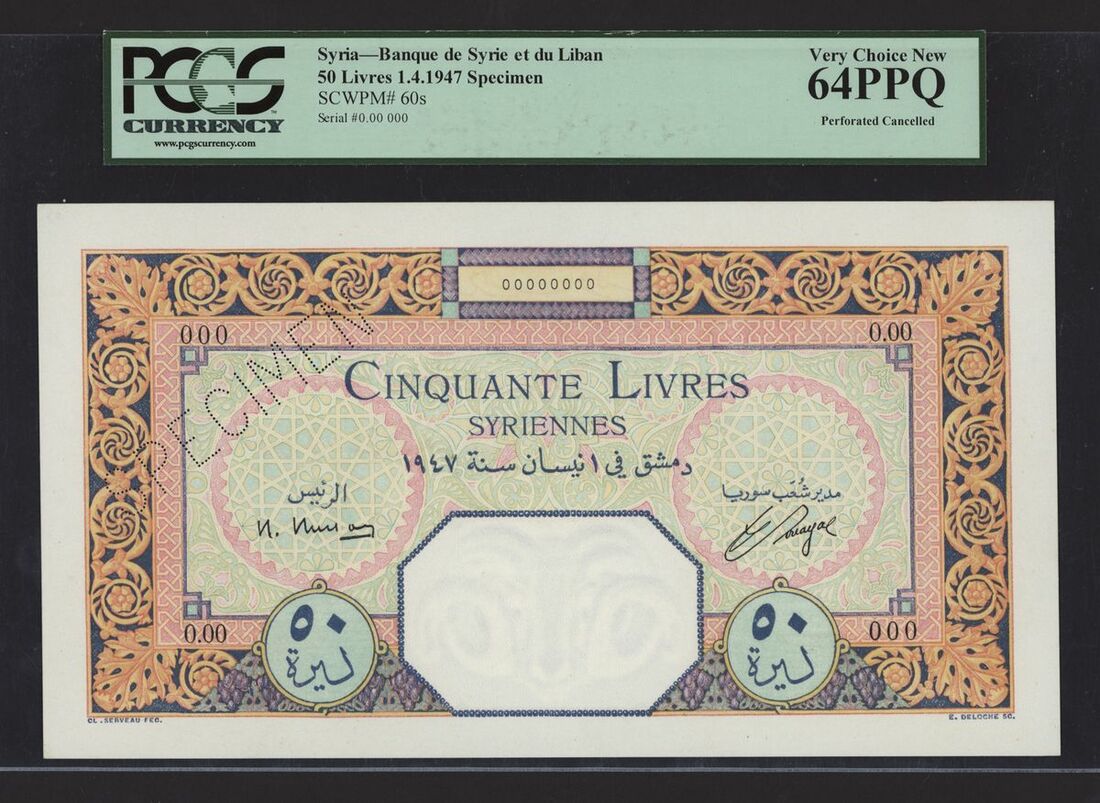 PCGS
CURRENCY
www.pcgscurrency.com
Syria—Banque de Syrie et du Liban
50 Livres 1.4.1947 Specimen
SCWPM# 60s
Serial #0.00 000
Very Choice New
64PPQ
Perforated Cancelled
00000000
000
0.00
SPECIMEN
CINQUANTE LIVRES
SYRIENNES
دمشق في ١ نيسان سنة ١٩٤٧
الرئيس
مدير شعب سوريا
0.00
000
٥٠
ليرة
٥٠
ليرة
CL. SERVEAU FEC.
E. DELOCHE SC.